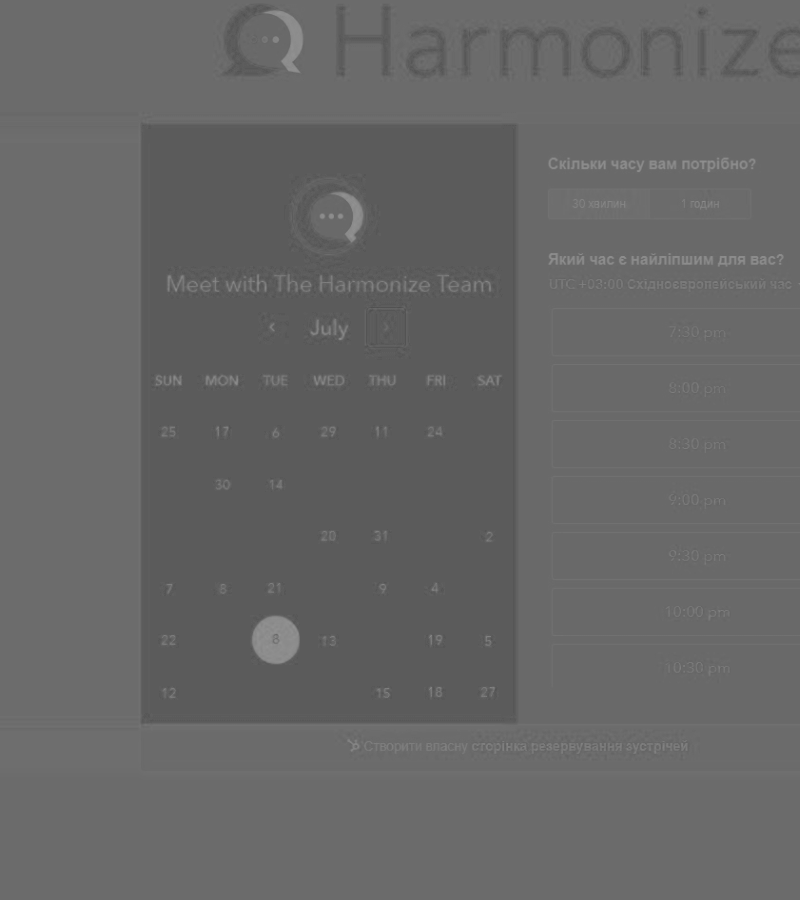 Harmonize
Meet with The Harmonize Team
‹ July ›
SUN MON TUE WED THU FRI SAT
25 17 6 29 11 24
30 14
20 31 2
7 8 21 9 4
22 8 13 19 5
12 15 18 27
Скільки часу вам потрібно?
30 хвилин 1 годин
Який час є найліпшим для вас?
UTC +03:00 Східноєвропейський час
7:30 pm
8:00 pm
8:30 pm
9:00 pm
9:30 pm
10:00 pm
10:30 pm
Створити власну сторінка резервування зустрічей